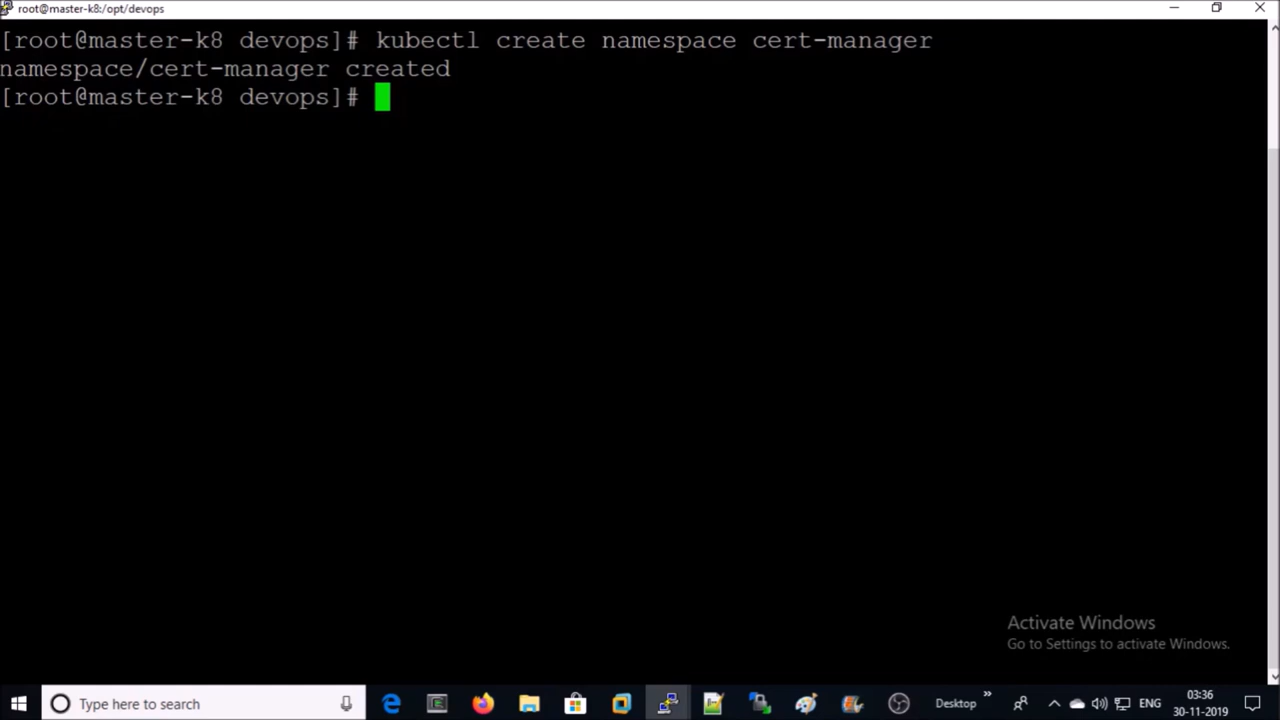 root@master-k8:/opt/devops
[root@master-k8 devops]# kubectl create namespace cert-manager
namespace/cert-manager created
[root@master-k8 devops]#
Activate Windows
Go to Settings to activate Windows.
Type here to search
Desktop
»
ENG
03:36
30-11-2019